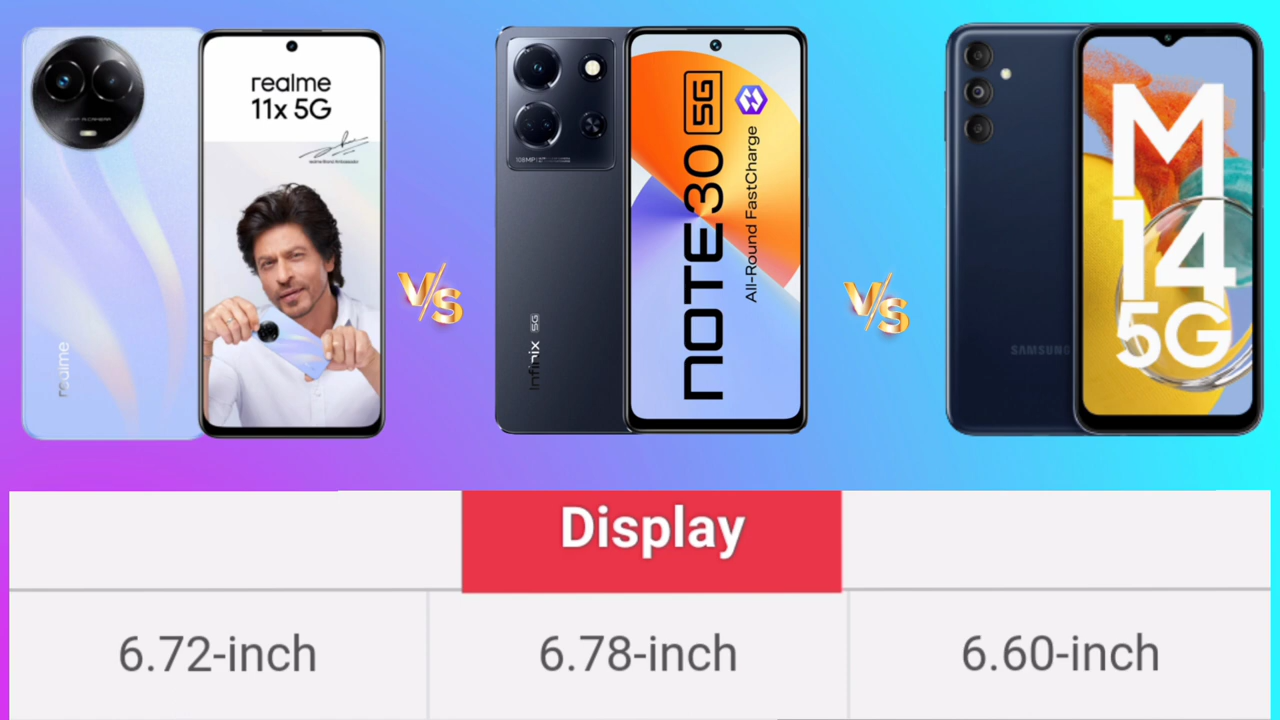 realme
11x 5G
realme
VS
NOTE 30 5G
All-Round FastCharge
Infinix 5G
VS
M
14
5G
SAMSUNG
Display
6.72-inch
6.78-inch
6.60-inch